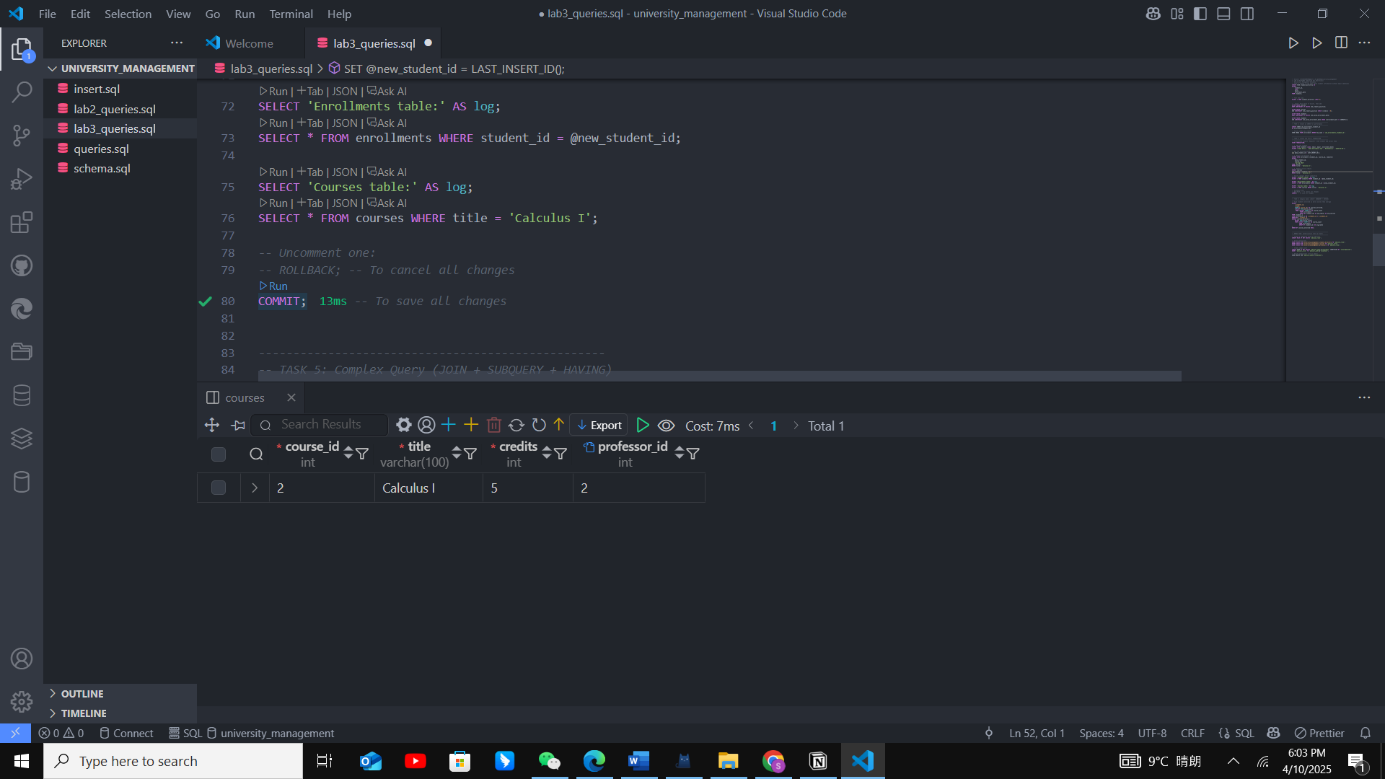 File Edit Selection View Go Run Terminal Help
● lab3_queries.sql - university_management - Visual Studio Code
EXPLORER
Welcome
lab3_queries.sql
UNIVERSITY_MANAGEMENT
insert.sql
lab2_queries.sql
lab3_queries.sql
queries.sql
schema.sql
OUTLINE
TIMELINE
lab3_queries.sql > SET @new_student_id = LAST_INSERT_ID();
Run | +Tab | JSON | Ask AI
72 SELECT 'Enrollments table:' AS log;
Run | +Tab | JSON | Ask AI
73 SELECT * FROM enrollments WHERE student_id = @new_student_id;
74
Run | +Tab | JSON | Ask AI
75 SELECT 'Courses table:' AS log;
Run | +Tab | JSON | Ask AI
76 SELECT * FROM courses WHERE title = 'Calculus I';
77
78 -- Uncomment one:
79 -- ROLLBACK; -- To cancel all changes
Run
80 COMMIT; 13ms -- To save all changes
81
82
83 --------------------------------------------------
84 -- TASK 5: Complex Query (JOIN + SUBQUERY + HAVING)
courses
Search Results
Export
Cost: 7ms < 1 > Total 1
* course_id int
* title varchar(100)
* credits int
professor_id int
2 Calculus I 5 2
0 0 Connect SQL university_management
Ln 52, Col 1 Spaces: 4 UTF-8 CRLF {} SQL Prettier
Type here to search
9°C 晴朗
6:03 PM
4/10/2025
1